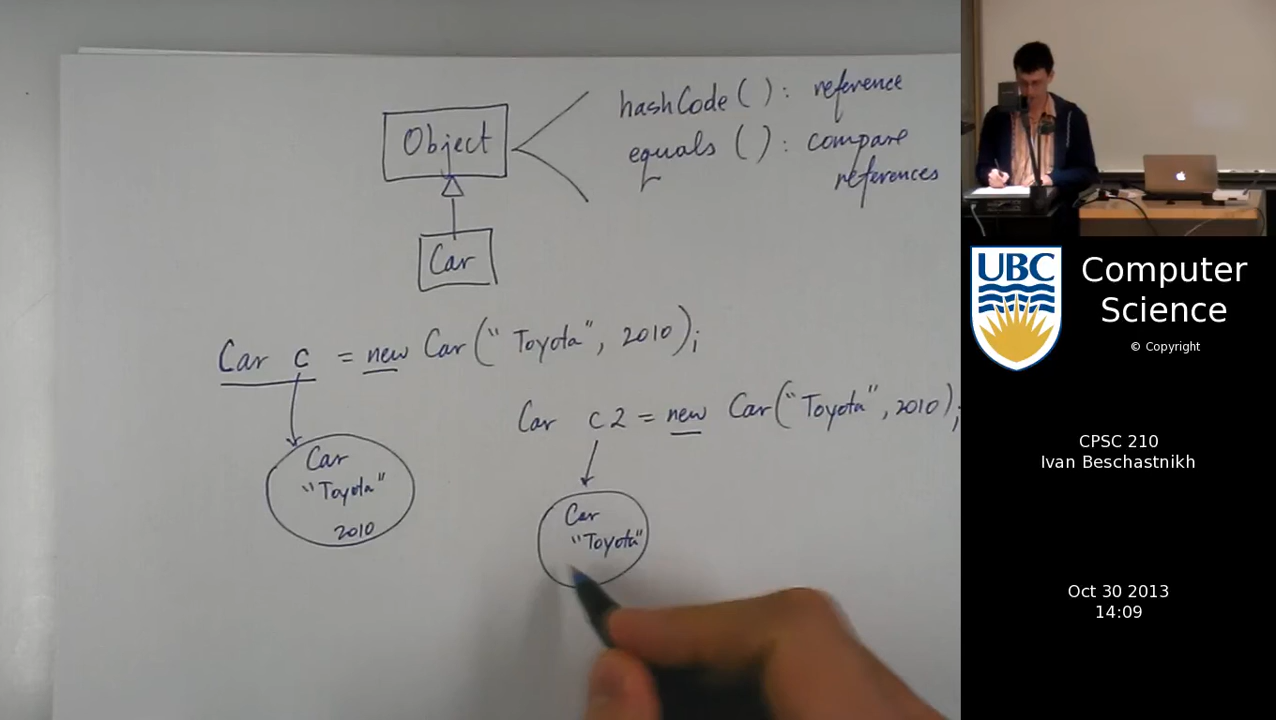 Object
hashCode ( ) : reference
equals ( ) : compare
references
Car
Car c = new Car("Toyota", 2010);
Car c2 = new Car("Toyota", 2010);
Car
"Toyota"
2010
Car
"Toyota"
UBC
Computer
Science
© Copyright
CPSC 210
Ivan Beschastnikh
Oct 30 2013
14:09